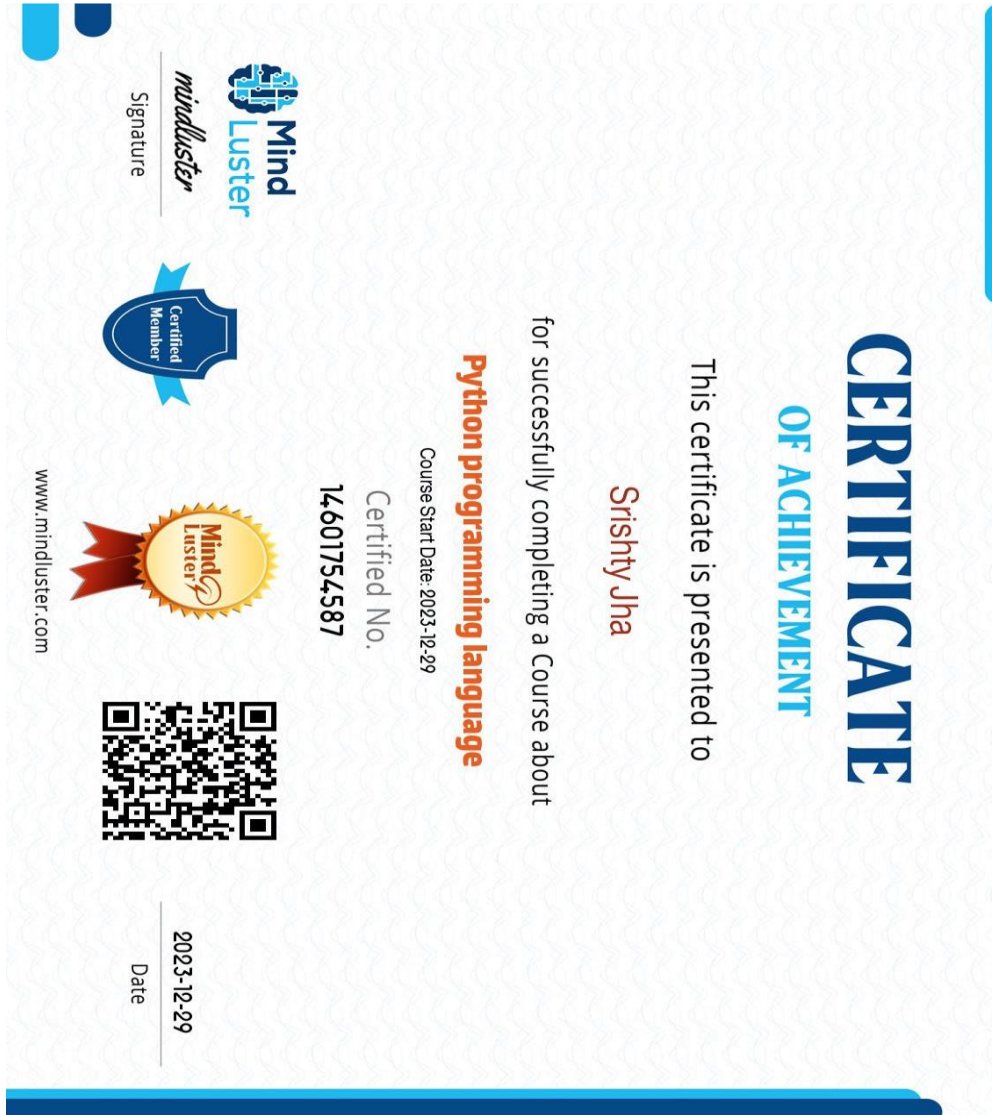 CERTIFICATE
OF ACHIEVEMENT
This certificate is presented to
Srishty Jha
for successfully completing a Course about
Python programming language
Course Start Date: 2023-12-29
Certified No.
14601754587
Mind
Luster
mindluster
Signature
Certified
Member
Mind
Luster
2023-12-29
Date
www.mindluster.com